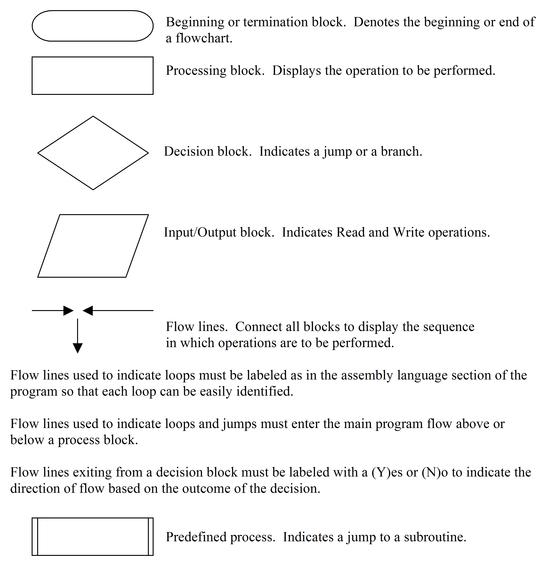 Beginning or termination block.  Denotes the beginning or end of
a flowchart.
Processing block.  Displays the operation to be performed.
Decision block.  Indicates a jump or a branch.
Input/Output block.  Indicates Read and Write operations.
Flow lines.  Connect all blocks to display the sequence
in which operations are to be performed.
Flow lines used to indicate loops must be labeled as in the assembly language section of the
program so that each loop can be easily identified.
Flow lines used to indicate loops and jumps must enter the main program flow above or
below a process block.
Flow lines exiting from a decision block must be labeled with a (Y)es or (N)o to indicate the
direction of flow based on the outcome of the decision.
Predefined process.  Indicates a jump to a subroutine.